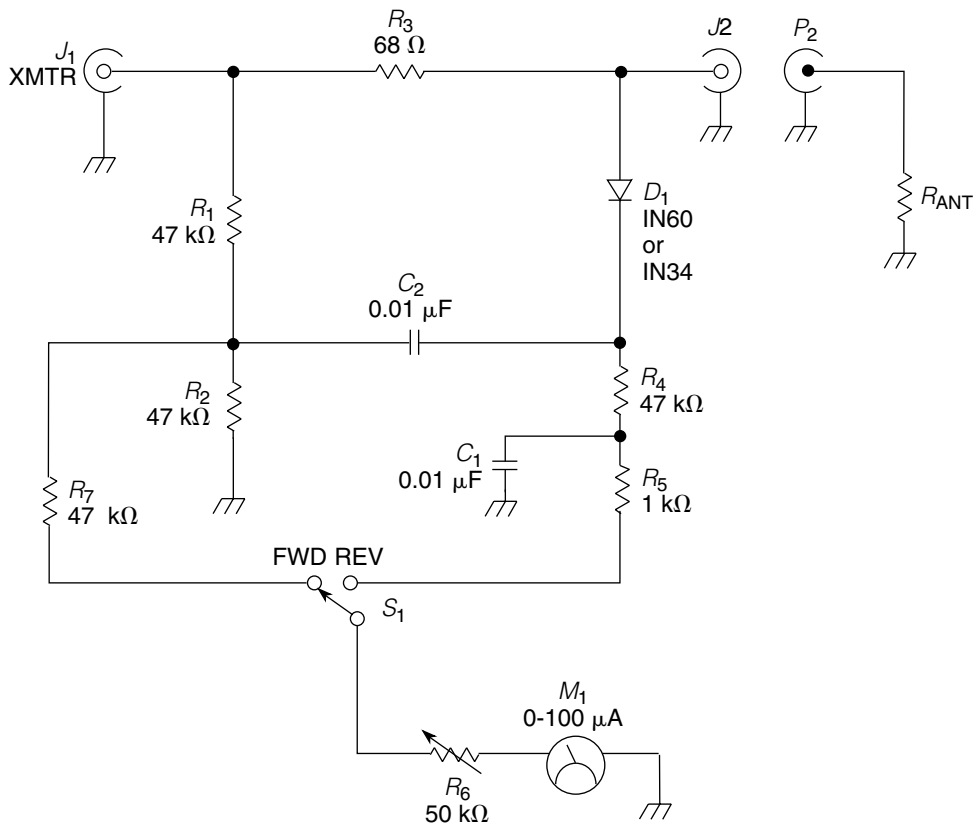 J1
XMTR
R3
68 Ω
J2
P2
RANT
D1
IN60
or
IN34
R1
47 kΩ
C2
0.01 μF
R2
47 kΩ
R4
47 kΩ
C1
0.01 μF
R5
1 kΩ
R7
47 kΩ
FWD REV
S1
M1
0-100 μA
R6
50 kΩ